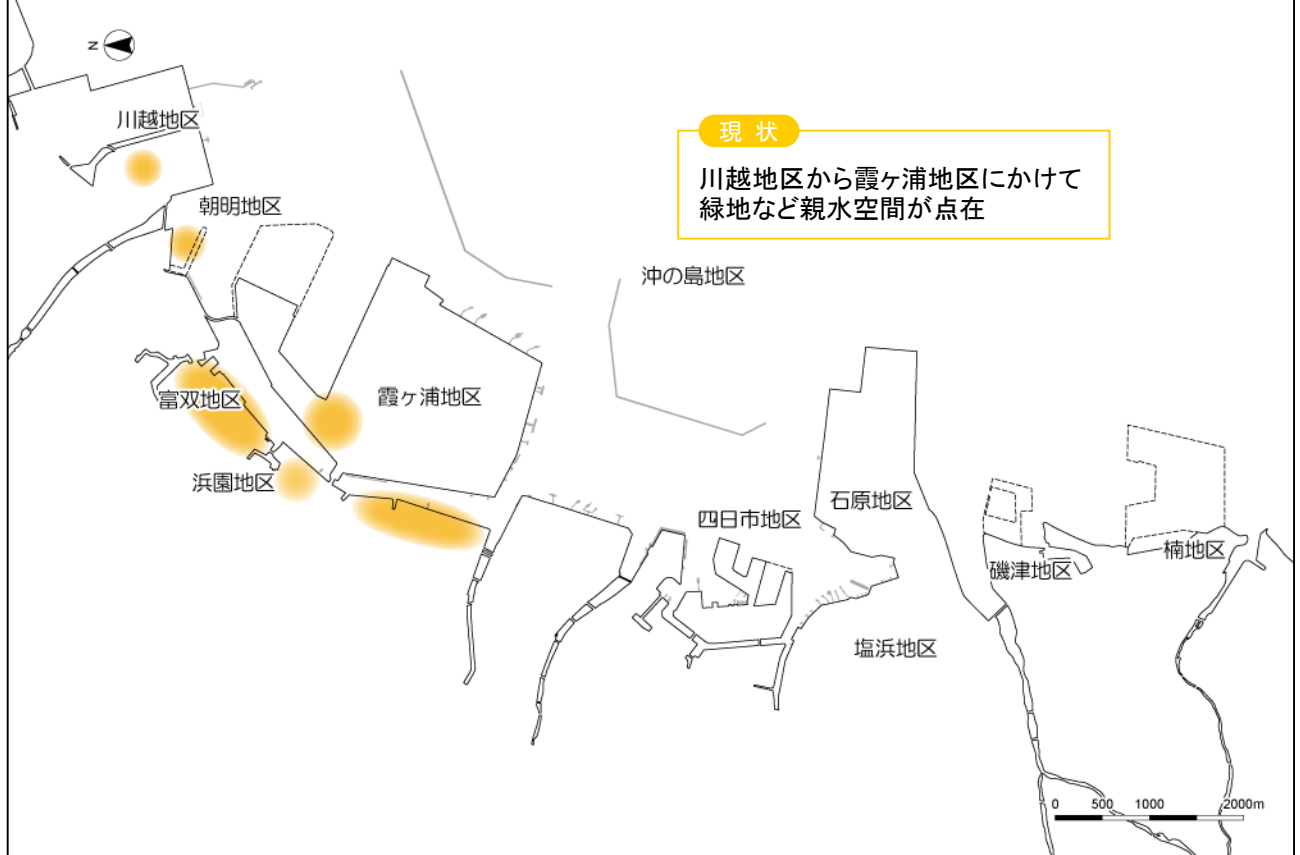 N
川越地区
現 状
川越地区から霞ヶ浦地区にかけて
緑地など親水空間が点在
朝明地区
沖の島地区
富双地区
霞ヶ浦地区
浜園地区
四日市地区
石原地区
磯津地区
楠地区
塩浜地区
0 500 1000 2000m